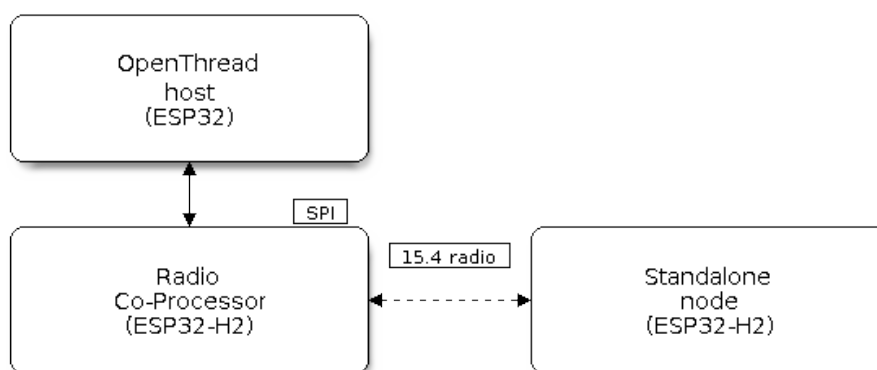 OpenThread
host
(ESP32)
SPI
15.4 radio
Radio
Co-Processor
(ESP32-H2)
Standalone
node
(ESP32-H2)